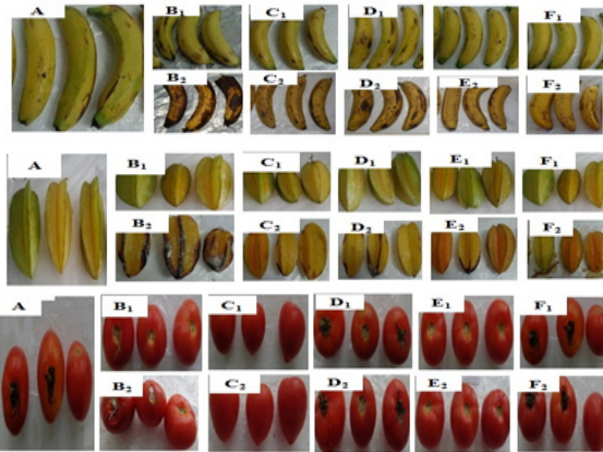 A B₁ C₁ D₁ F₁
B₂ C₂ D₂ E₂ F₂
A B₁ C₁ D₁ E₁ F₁
B₂ C₂ D₂ E₂ F₂
A B₁ C₁ D₁ E₁ F₁
B₂ C₂ D₂ E₂ F₂